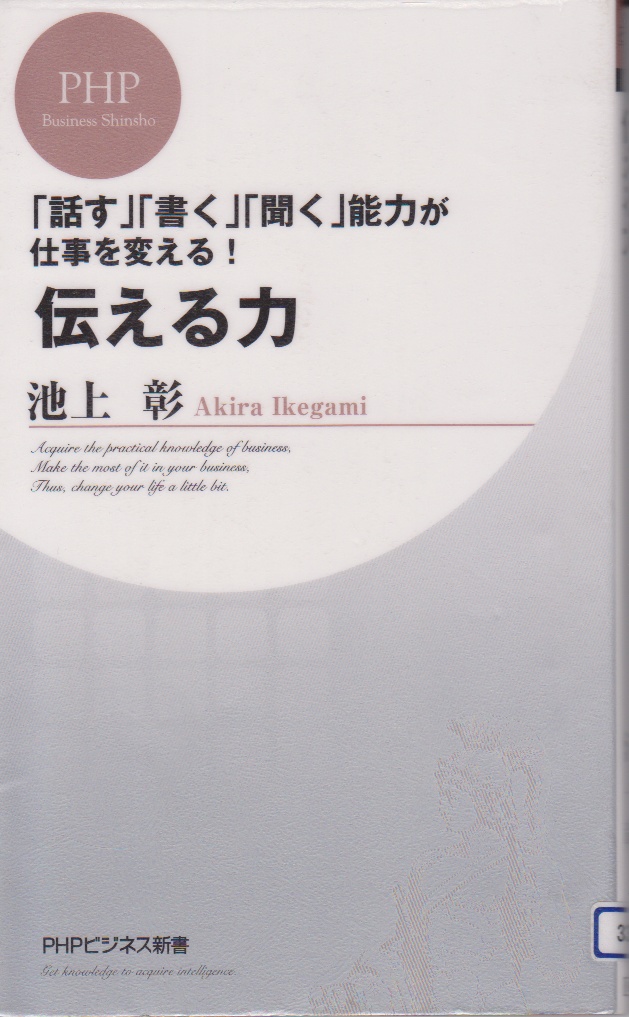 PHP
Business Shinsho
「話す」「書く」「聞く」能力が
仕事を変える！
伝える力
池上 彰 Akira Ikegami
Acquire the practical knowledge of business,
Make the most of it in your business,
Thus, change your life a little bit.
PHPビジネス新書
Get knowledge to acquire intelligence